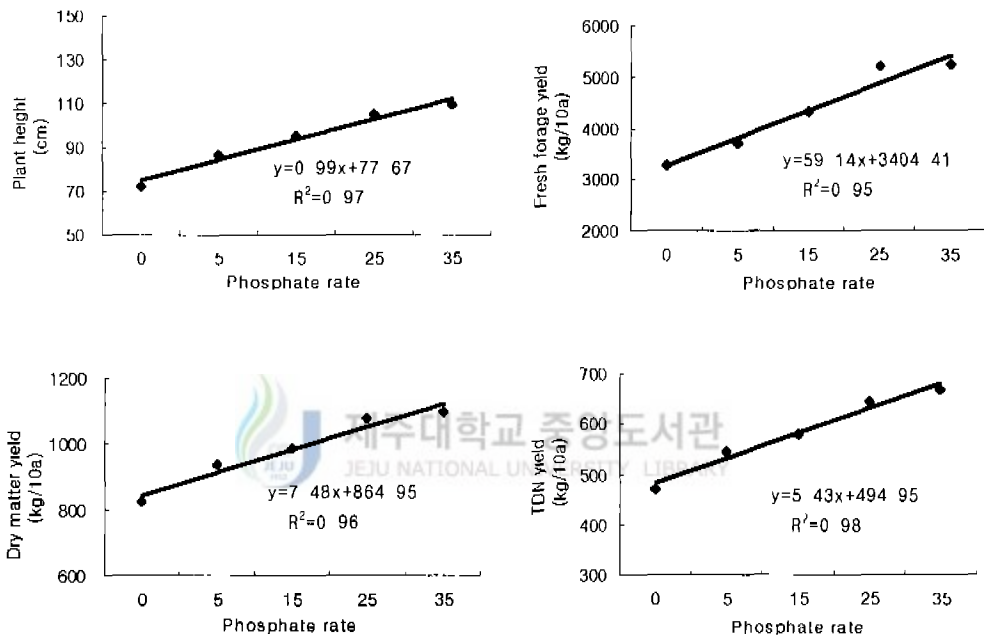 150
130
110
90
70
50
Plant height
(cm)
y=0 99x+77 67
R²=0 97
0 5 15 25 35
Phosphate rate
6000
5000
4000
3000
2000
Fresh forage yield
(kg/10a)
y=59 14x+3404 41
R²=0 95
0 5 15 25 35
Phosphate rate
1200
1000
800
600
Dry matter yield
(kg/10a)
y=7 48x+864 95
R²=0 96
0 5 15 25 35
Phosphate rate
700
600
500
400
300
TDN yield
(kg/10a)
y=5 43x+494 95
R²=0 98
0 5 15 25 35
Phosphate rate
제주대학교 중앙도서관
JEJU NATIONAL UNIVERSITY LIBRARY
JEJU